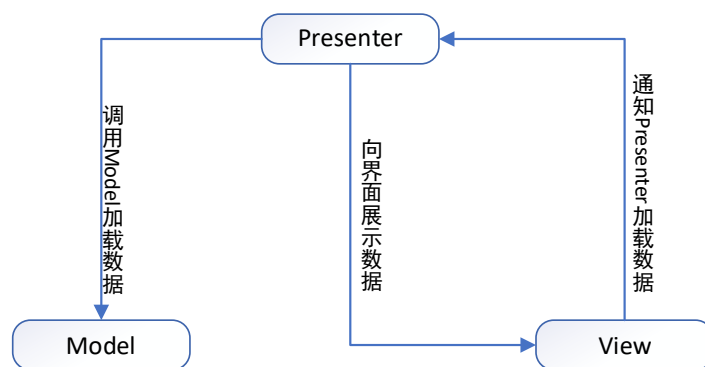 Presenter
调用Model加载数据
向界面展示数据
通知Presenter加载数据
Model
View